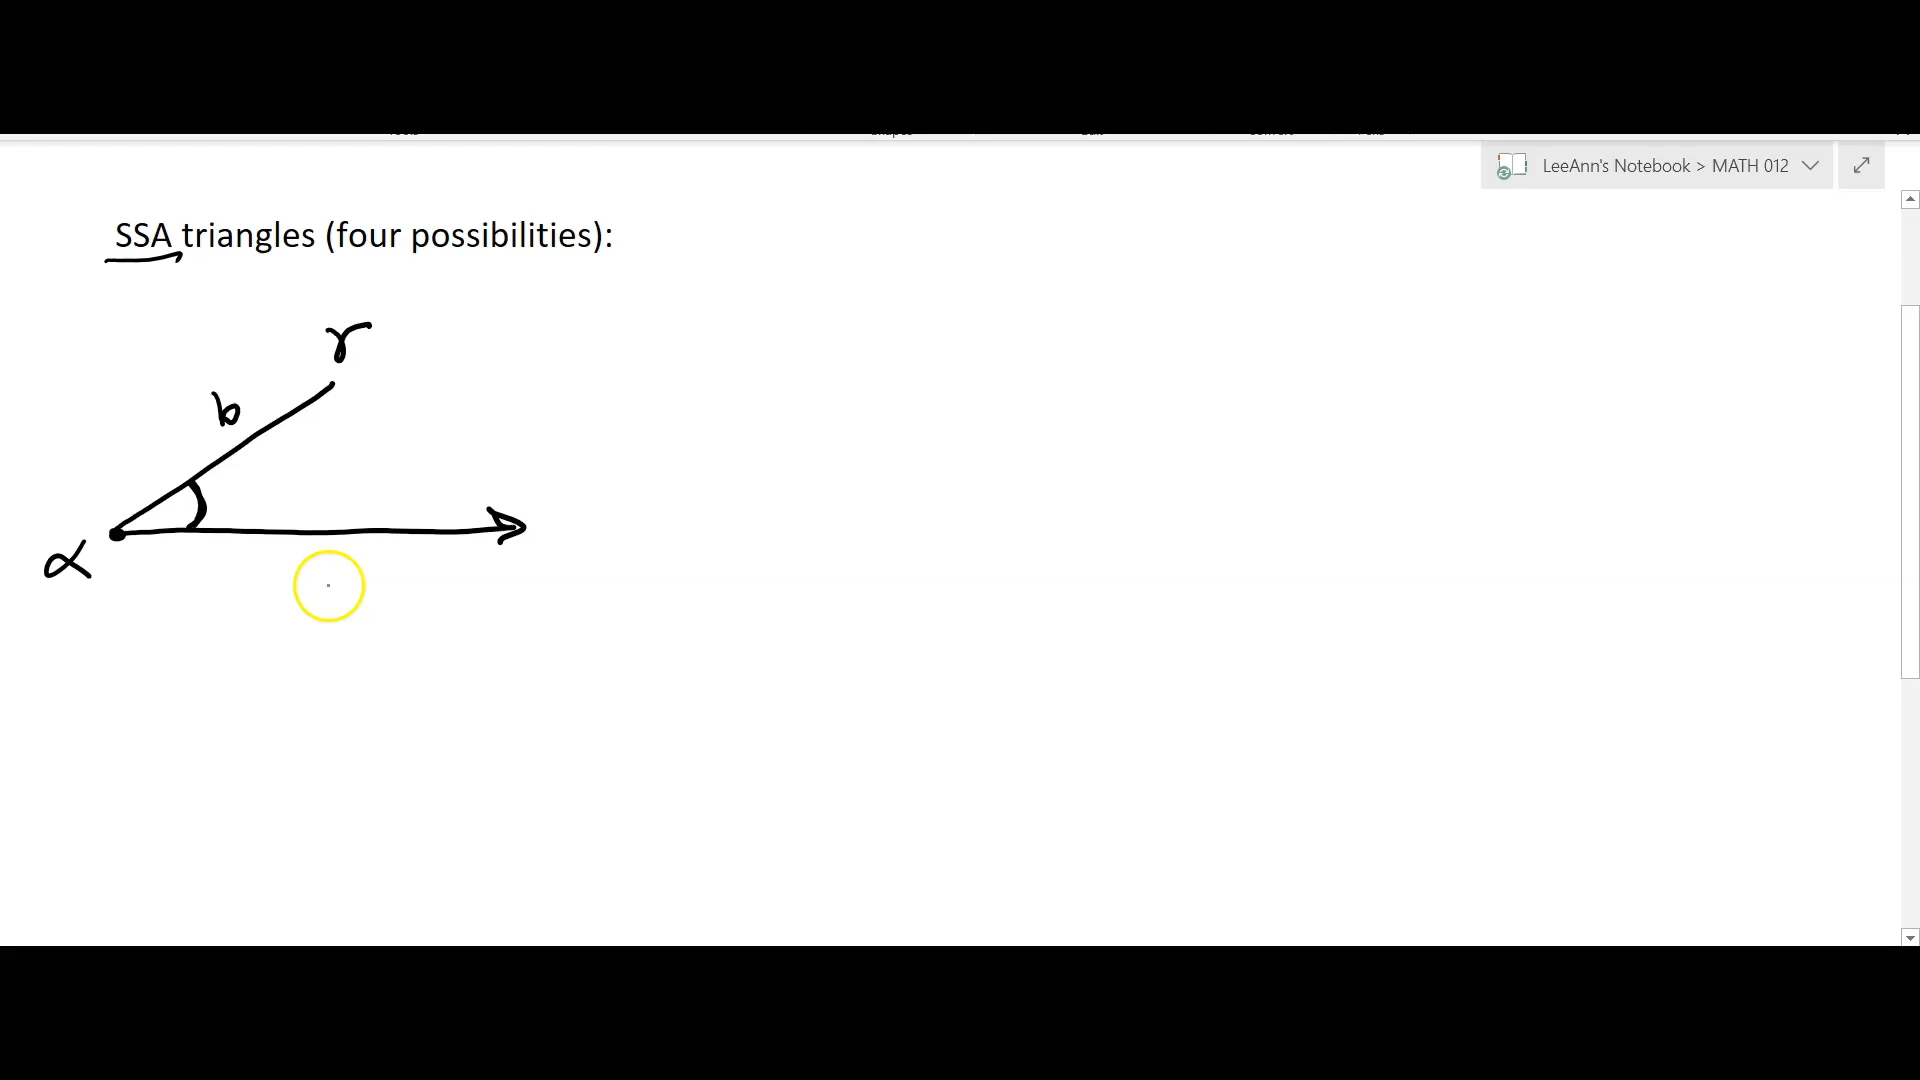 LeeAnn's Notebook > MATH 012
SSA triangles (four possibilities):
γ
b
α